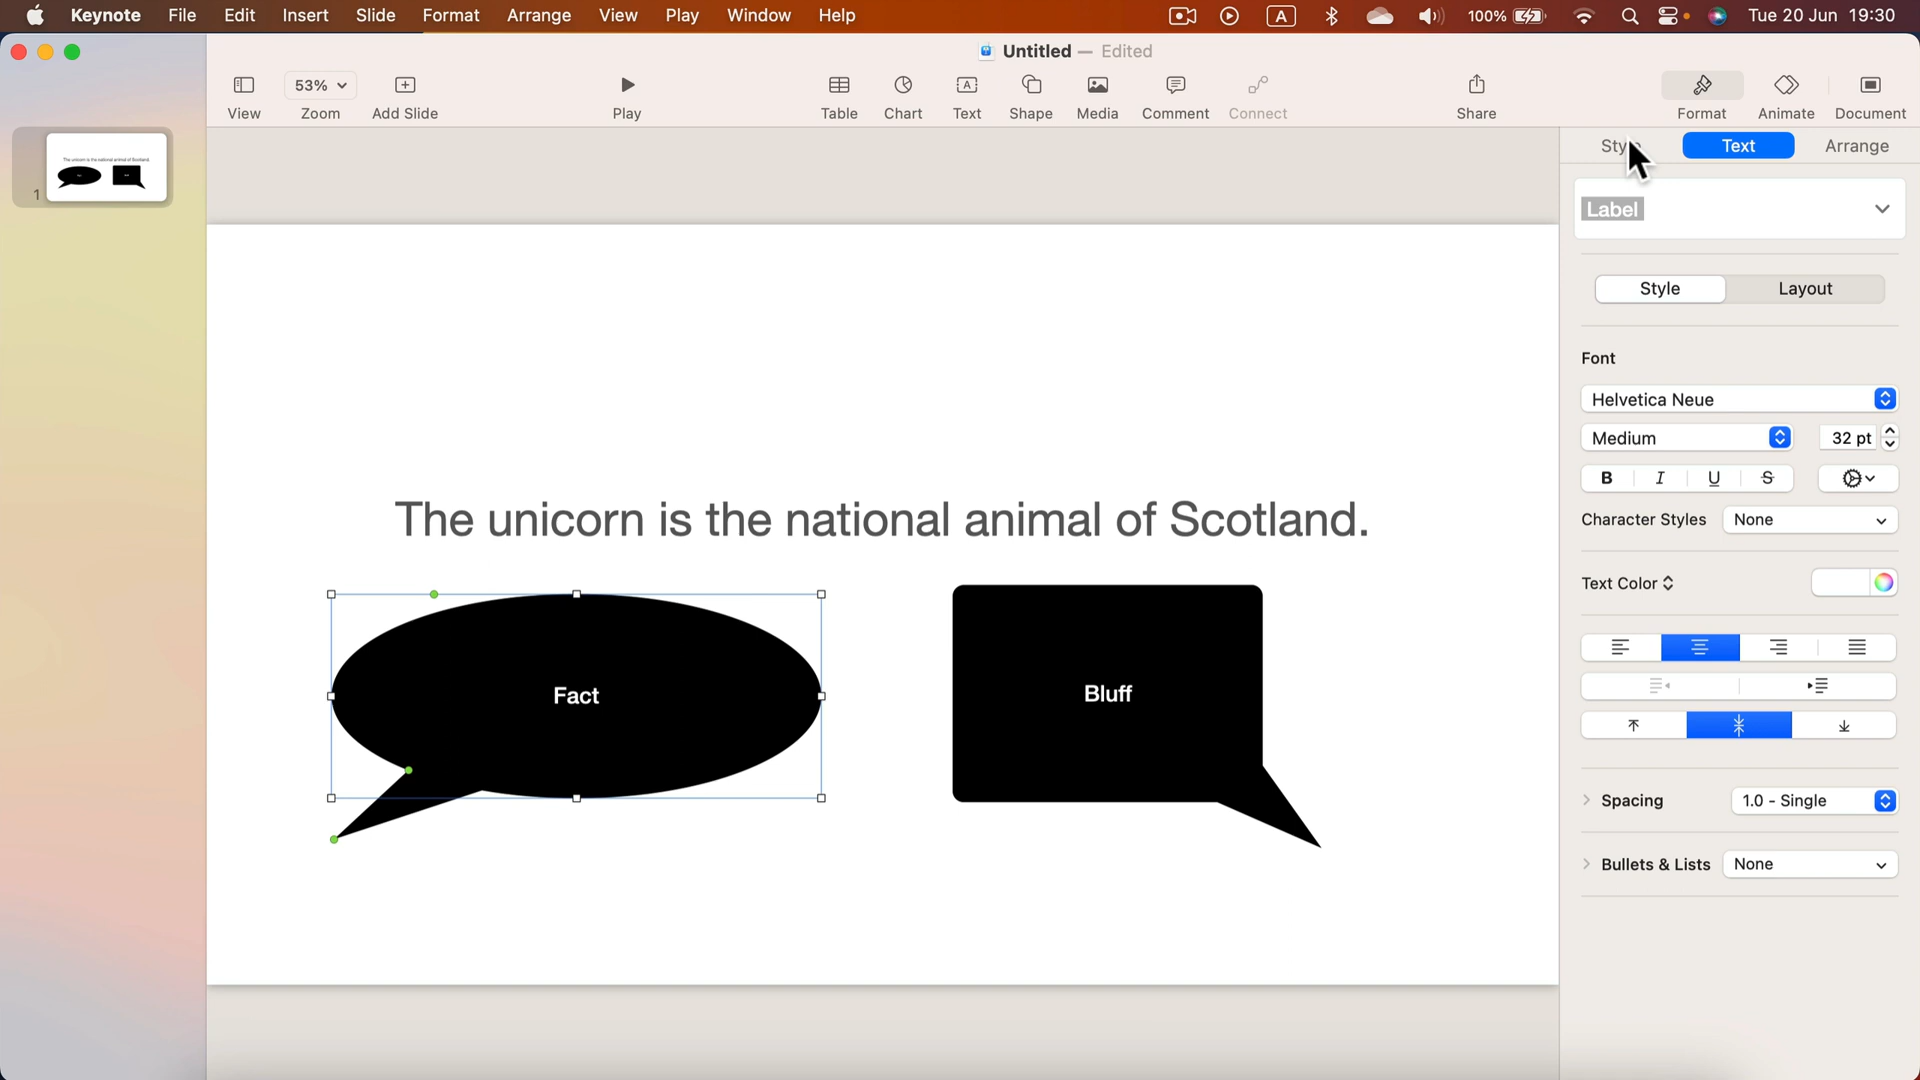 Keynote File Edit Insert Slide Format Arrange View Play Window Help A 100% Tue 20 Jun 19:30
Untitled — Edited
53%
View Zoom Add Slide Play Table Chart Text Shape Media Comment Connect Share Format Animate Document
Text Arrange
1
Label
Style Layout
Font
Helvetica Neue
Medium 32 pt
B I U S
Character Styles None
Text Color
Spacing 1.0 - Single
Bullets & Lists None
The unicorn is the national animal of Scotland.
Fact
Bluff